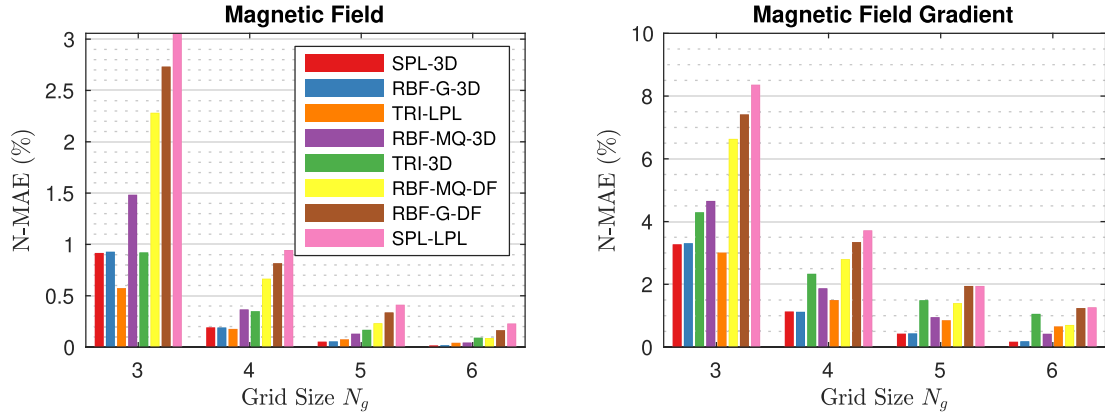 Magnetic Field
N-MAE (%)
3
2.5
2
1.5
1
0.5
0
3 4 5 6
Grid Size N_g
SPL-3D
RBF-G-3D
TRI-LPL
RBF-MQ-3D
TRI-3D
RBF-MQ-DF
RBF-G-DF
SPL-LPL
Magnetic Field Gradient
N-MAE (%)
10
8
6
4
2
0
3 4 5 6
Grid Size N_g